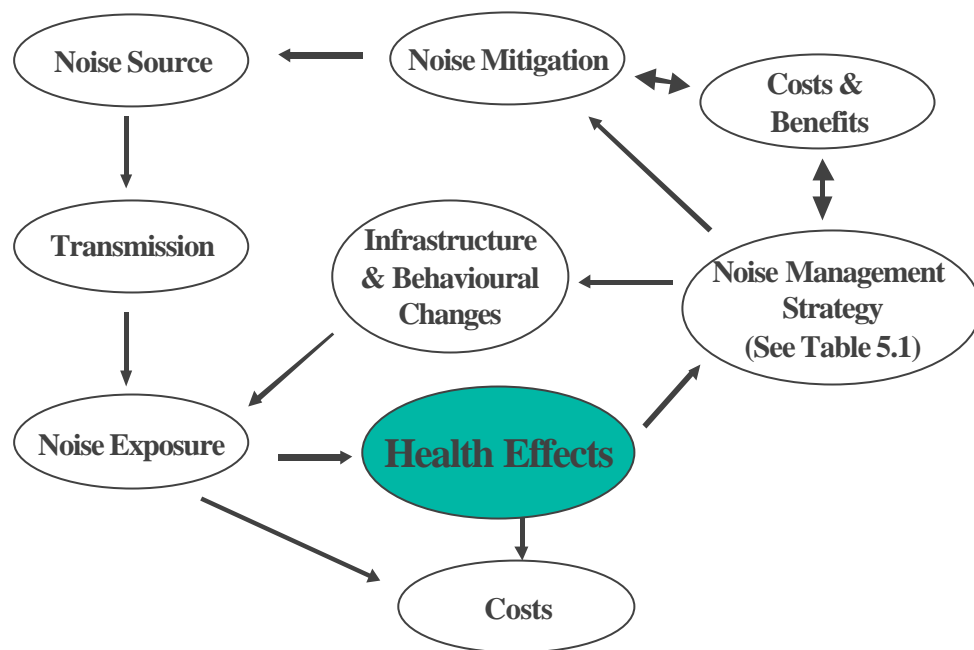 Noise Source
Noise Mitigation
Costs &
Benefits
Transmission
Infrastructure
& Behavioural
Changes
Noise Management
Strategy
(See Table 5.1)
Noise Exposure
Health Effects
Costs